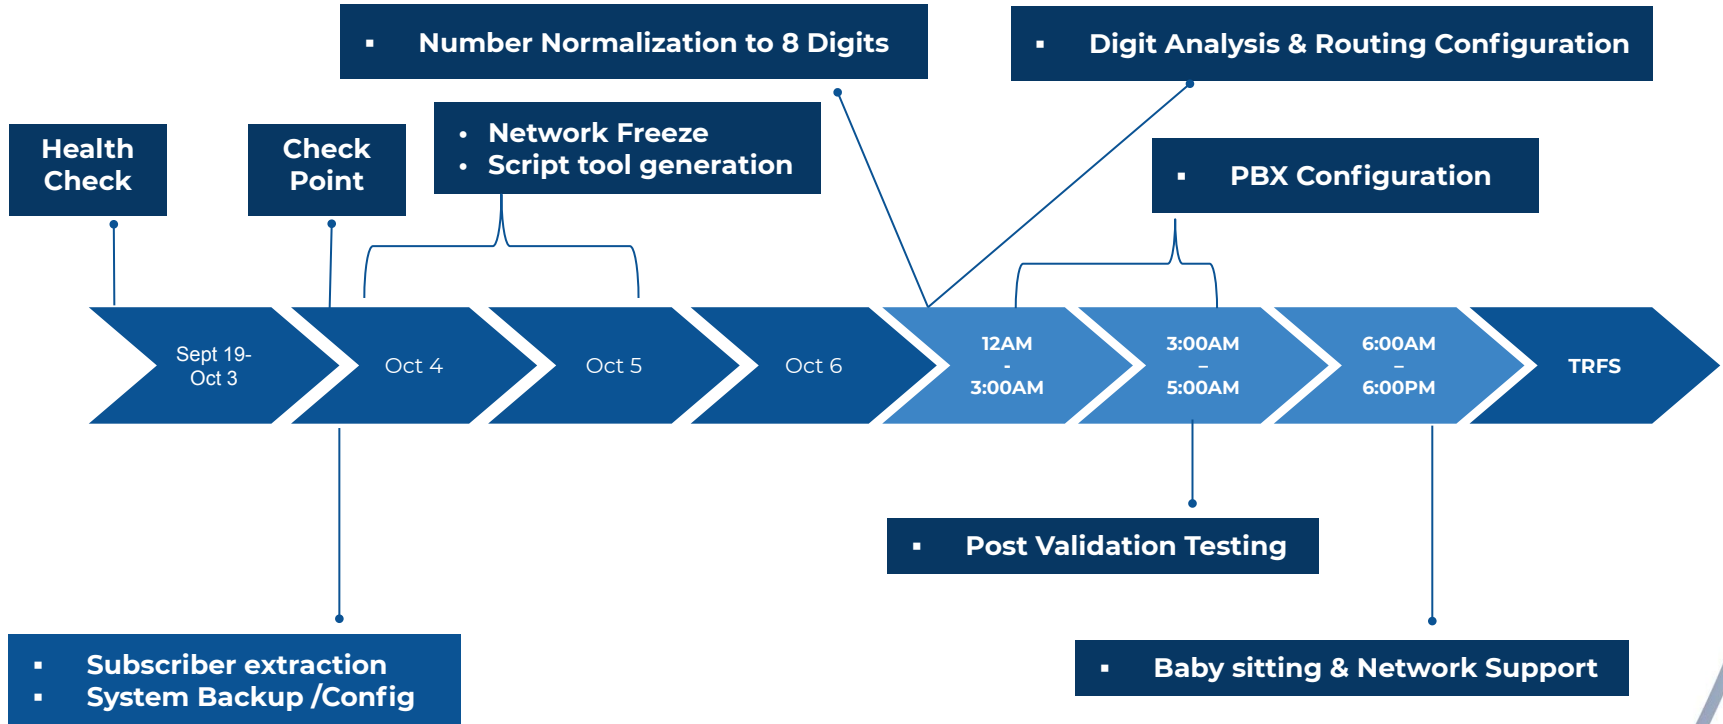 ▪ Number Normalization to 8 Digits
▪ Digit Analysis & Routing Configuration
Health
Check
Check
Point
• Network Freeze
• Script tool generation
▪ PBX Configuration
Sept 19-
Oct 3
Oct 4
Oct 5
Oct 6
12AM
-
3:00AM
3:00AM
–
5:00AM
6:00AM
–
6:00PM
TRFS
▪ Post Validation Testing
▪ Subscriber extraction
▪ System Backup /Config
▪ Baby sitting & Network Support